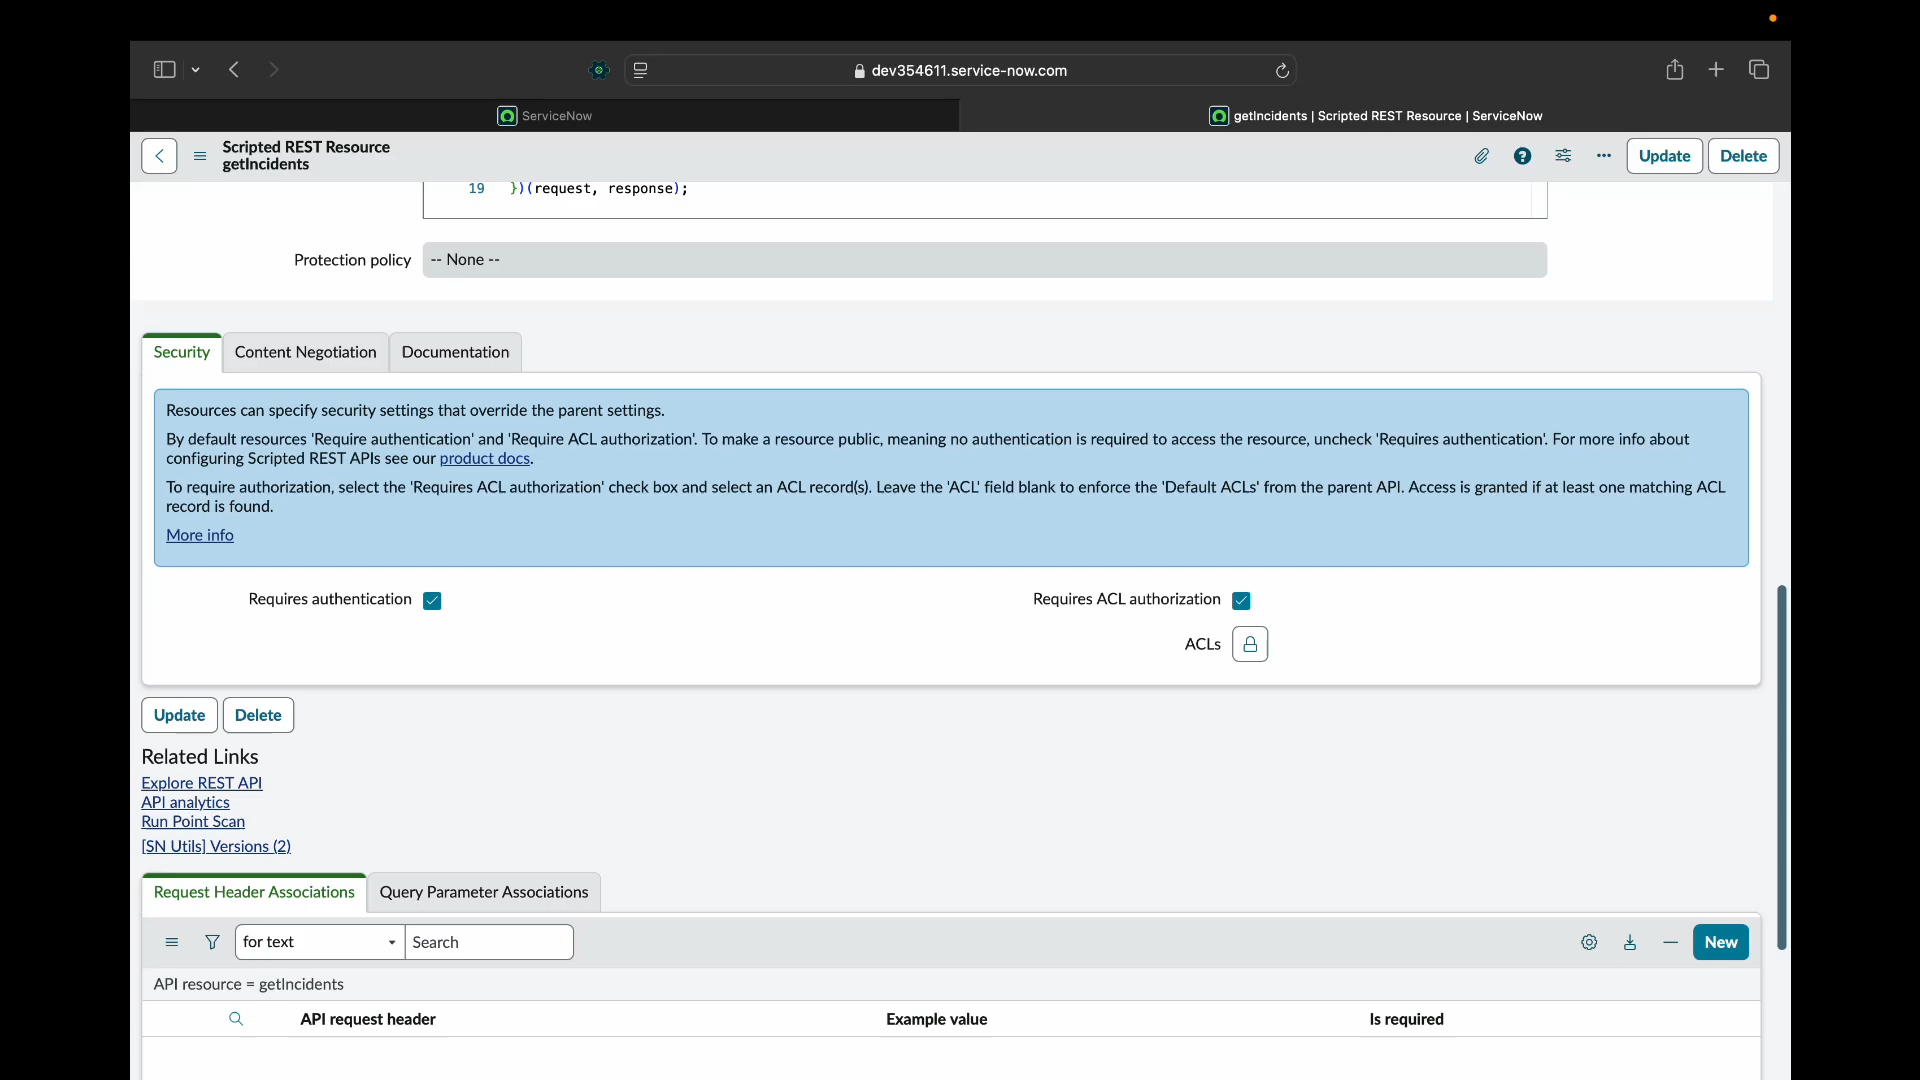 dev354611.service-now.com
ServiceNow
getIncidents | Scripted REST Resource | ServiceNow
Scripted REST Resource
getIncidents
Update
Delete
19 })(request, response);
Protection policy
-- None --
Security
Content Negotiation
Documentation
Resources can specify security settings that override the parent settings.
By default resources 'Require authentication' and 'Require ACL authorization'. To make a resource public, meaning no authentication is required to access the resource, uncheck 'Requires authentication'. For more info about
configuring Scripted REST APIs see our product docs.
To require authorization, select the 'Requires ACL authorization' check box and select an ACL record(s). Leave the 'ACL' field blank to enforce the 'Default ACLs' from the parent API. Access is granted if at least one matching ACL
record is found.
More info
Requires authentication
Requires ACL authorization
ACLs
Update
Delete
Related Links
Explore REST API
API analytics
Run Point Scan
[SN Utils] Versions (2)
Request Header Associations
Query Parameter Associations
for text
Search
New
API resource = getIncidents
API request header
Example value
Is required